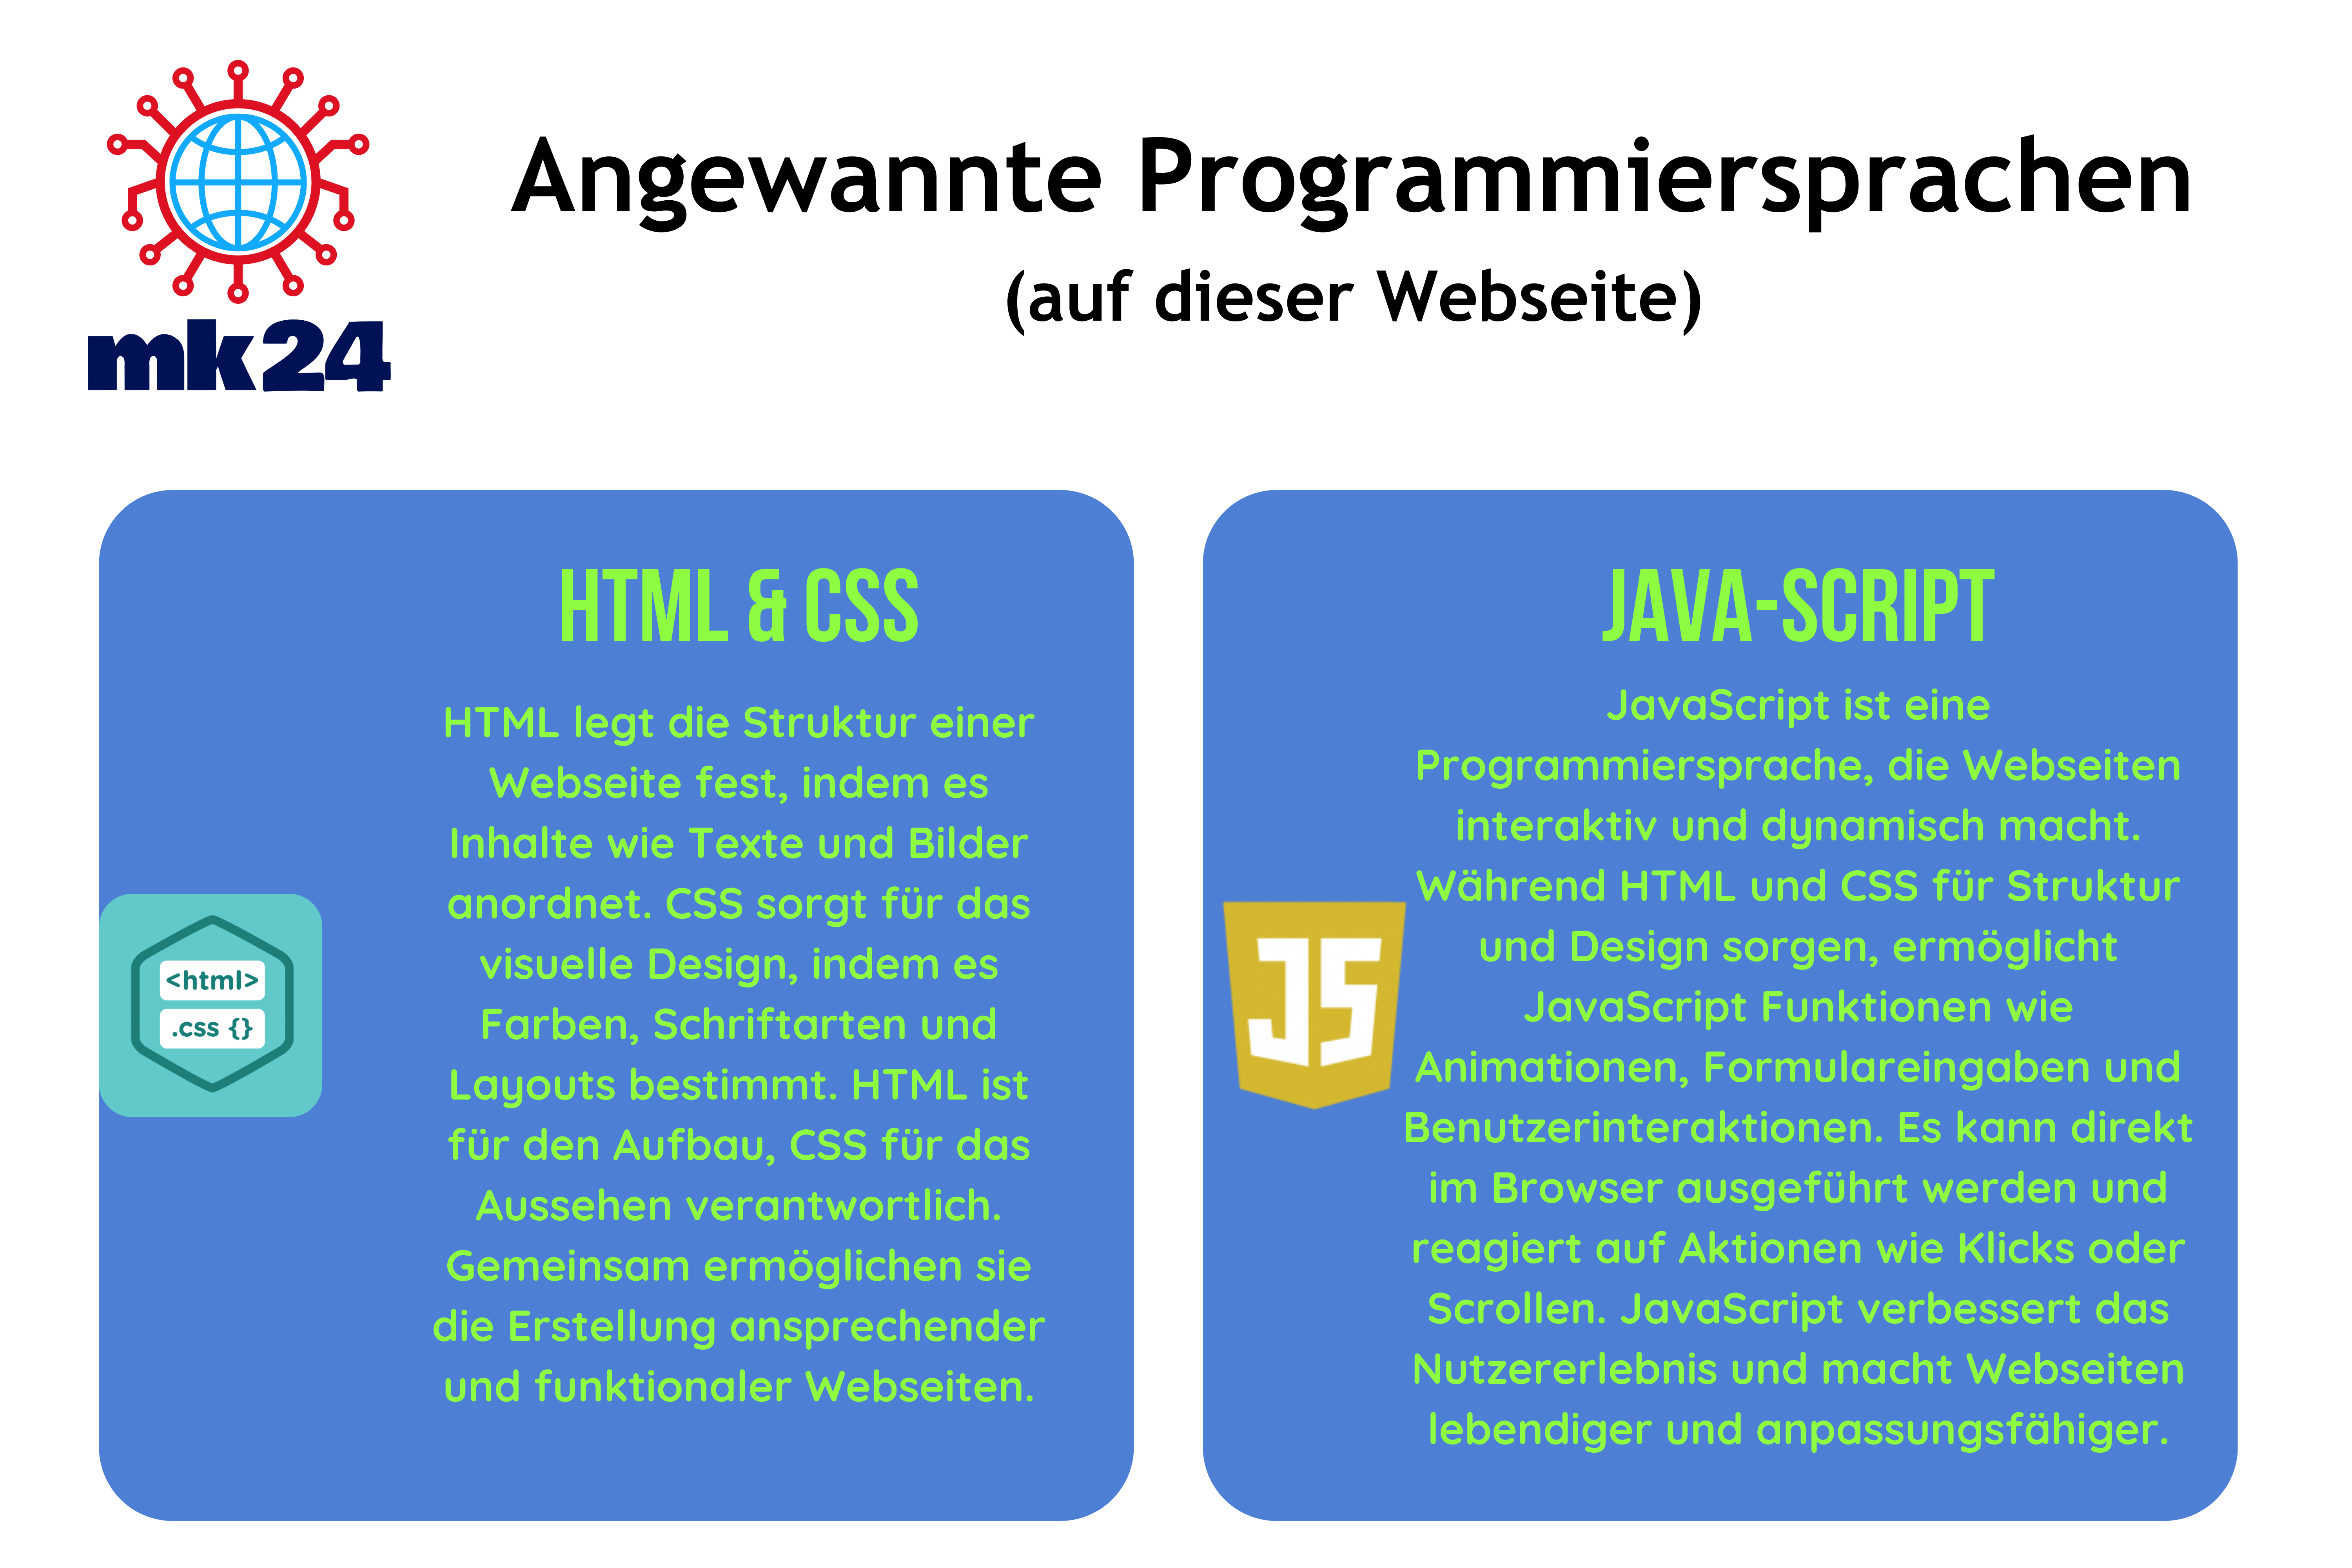 mk24
Angewannte Programmiersprachen
(auf dieser Webseite)
HTML & CSS
HTML legt die Struktur einer
Webseite fest, indem es
Inhalte wie Texte und Bilder
anordnet. CSS sorgt für das
visuelle Design, indem es
Farben, Schriftarten und
Layouts bestimmt. HTML ist
für den Aufbau, CSS für das
Aussehen verantwortlich.
Gemeinsam ermöglichen sie
die Erstellung ansprechender
und funktionaler Webseiten.
<html>
.css {}
JAVA-SCRIPT
JavaScript ist eine
Programmiersprache, die Webseiten
interaktiv und dynamisch macht.
Während HTML und CSS für Struktur
und Design sorgen, ermöglicht
JavaScript Funktionen wie
Animationen, Formulareingaben und
Benutzerinteraktionen. Es kann direkt
im Browser ausgeführt werden und
reagiert auf Aktionen wie Klicks oder
Scrollen. JavaScript verbessert das
Nutzererlebnis und macht Webseiten
lebendiger und anpassungsfähiger.
JS